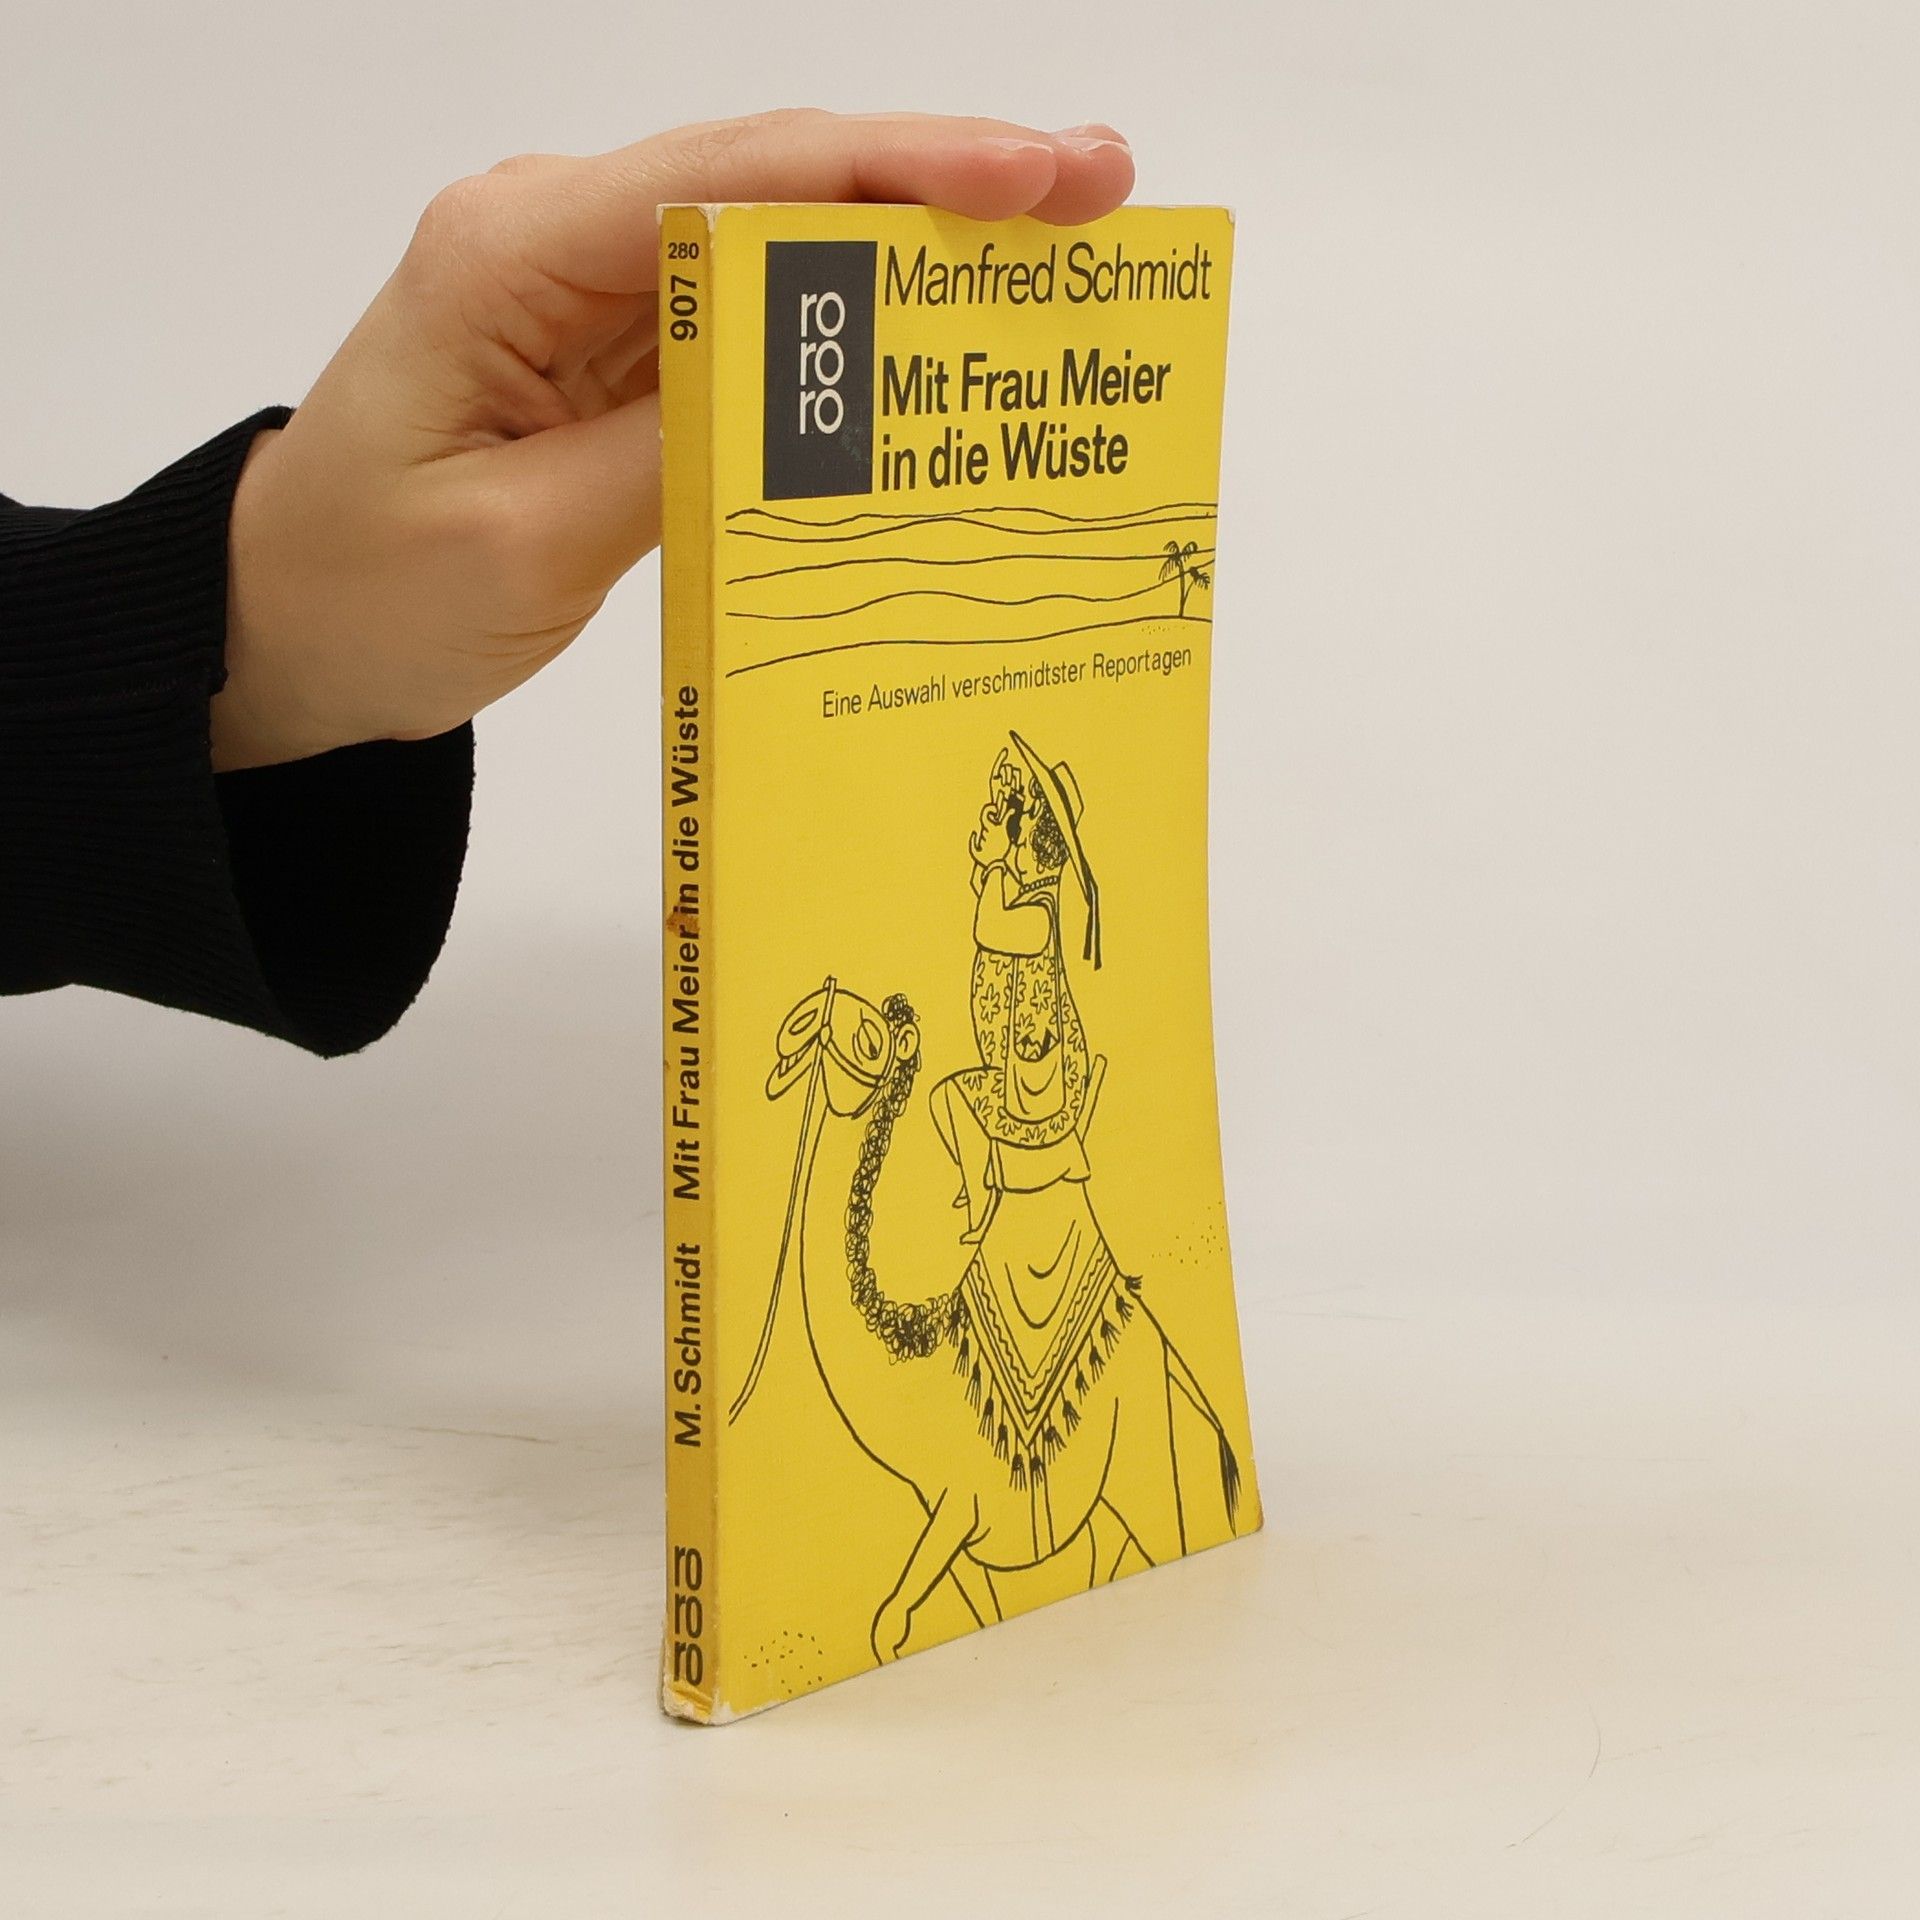 280
907
M. Schmidt Mit Frau Meier in die Wüste
ro
ro
ro
ro
ro
ro
Manfred Schmidt
Mit Frau Meier
in die Wüste
Eine Auswahl verschmidtster Reportagen